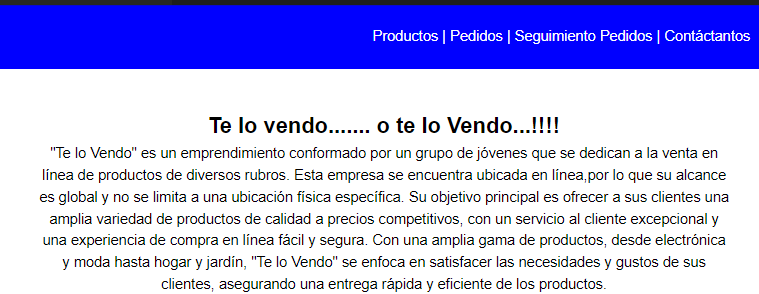 Productos | Pedidos | Seguimiento Pedidos | Contáctantos
Te lo vendo....... o te lo Vendo...!!!!
"Te lo Vendo" es un emprendimiento conformado por un grupo de jóvenes que se dedican a la venta en
línea de productos de diversos rubros. Esta empresa se encuentra ubicada en línea,por lo que su alcance
es global y no se limita a una ubicación física específica. Su objetivo principal es ofrecer a sus clientes una
amplia variedad de productos de calidad a precios competitivos, con un servicio al cliente excepcional y
una experiencia de compra en línea fácil y segura. Con una amplia gama de productos, desde electrónica
y moda hasta hogar y jardín, "Te lo Vendo" se enfoca en satisfacer las necesidades y gustos de sus
clientes, asegurando una entrega rápida y eficiente de los productos.